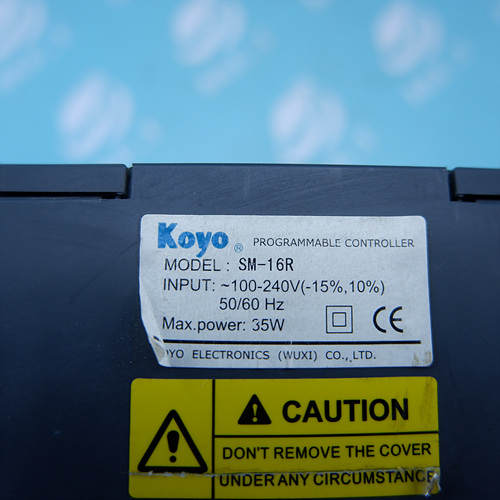 Koyo® PROGRAMMABLE CONTROLLER
MODEL : SM-16R
INPUT: ~100-240V(-15%,10%)
50/60 Hz
Max.power: 35W
CE
OYO ELECTRONICS (WUXI) CO.,LTD.
CAUTION
DON'T REMOVE THE COVER
UNDER ANY CIRCUMSTANCE